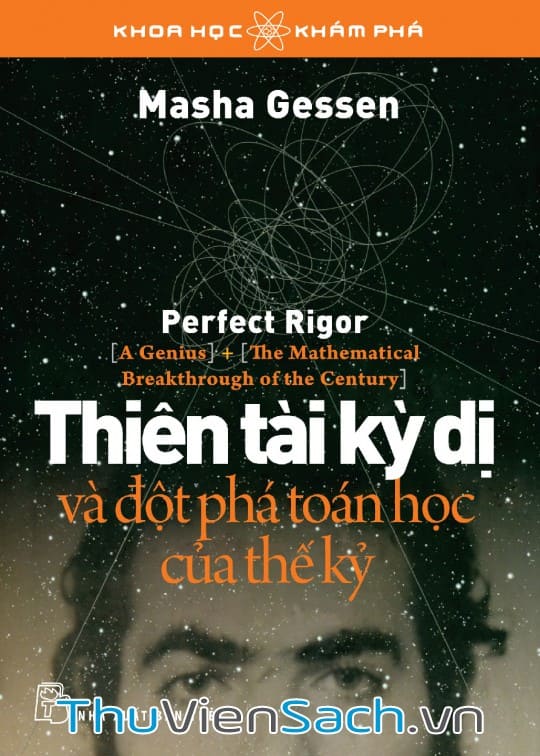 KHOA HỌC KHÁM PHÁ
Masha Gessen
Perfect Rigor
[A Genius] + [The Mathematical
Breakthrough of the Century]
Thiên tài kỳ dị
và đột phá toán học
của thế kỷ
ThuVienSach.vn